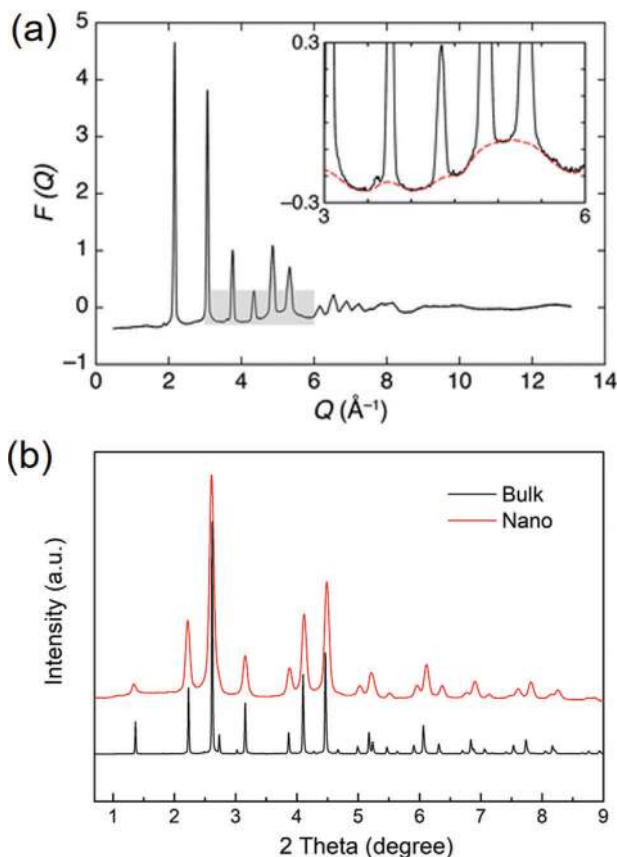 (a)
5
4
3
2
1
0
−1
F (Q)
0.3
−0.3
3
6
0 2 4 6 8 10 12 14
Q (Å⁻¹)
(b)
Intensity (a.u.)
Bulk
Nano
1 2 3 4 5 6 7 8 9
2 Theta (degree)